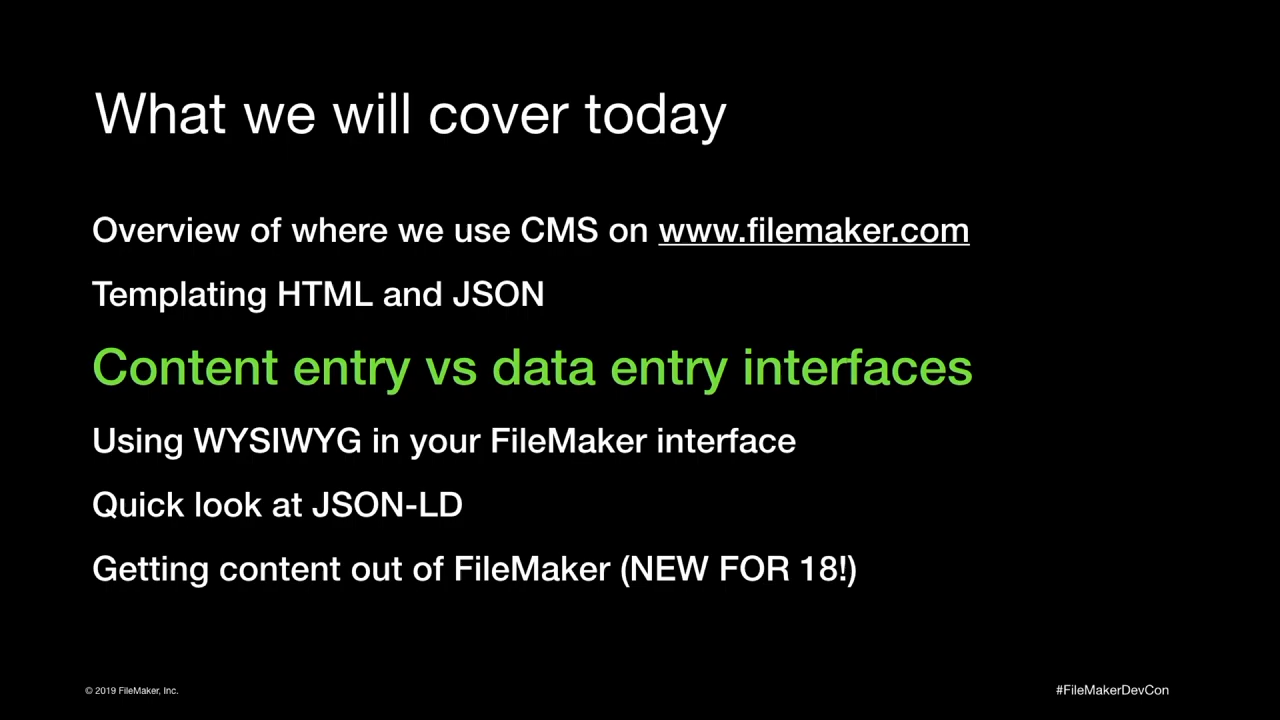 What we will cover today
Overview of where we use CMS on www.filemaker.com
Templating HTML and JSON
Content entry vs data entry interfaces
Using WYSIWYG in your FileMaker interface
Quick look at JSON-LD
Getting content out of FileMaker (NEW FOR 18!)
© 2019 FileMaker, Inc.
#FileMakerDevCon